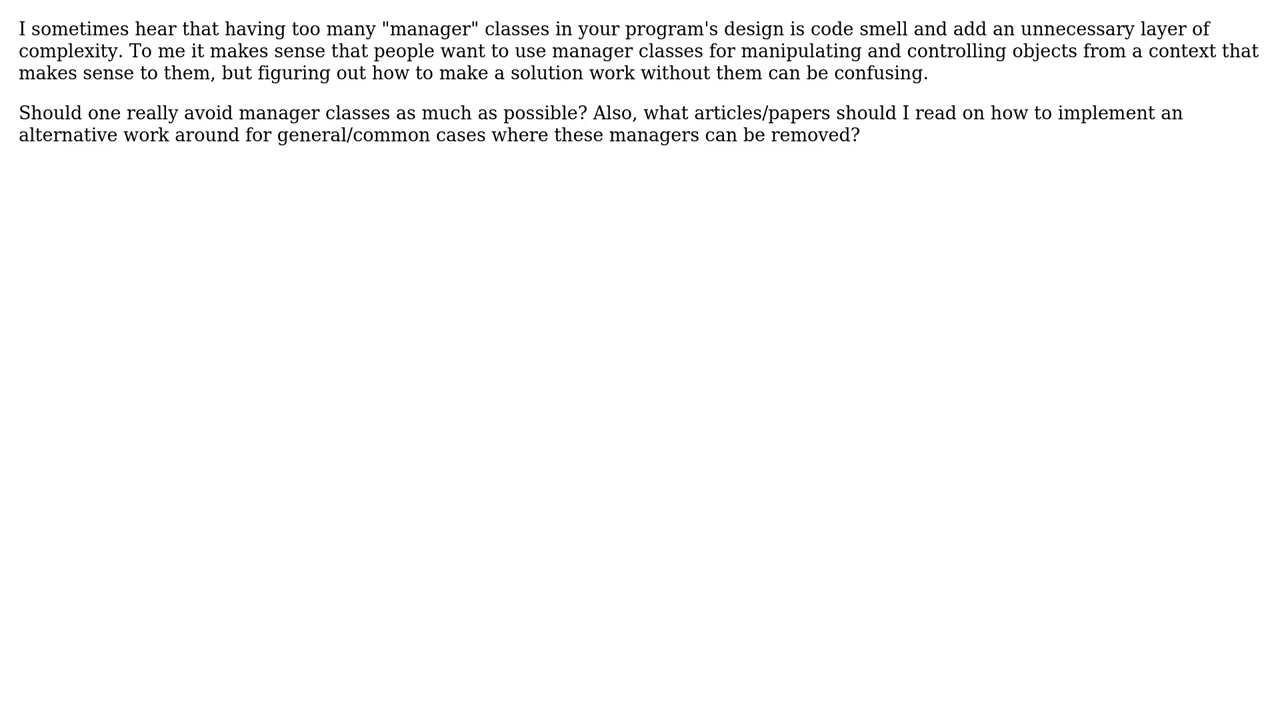 I sometimes hear that having too many "manager" classes in your program's design is code smell and add an unnecessary layer of
complexity. To me it makes sense that people want to use manager classes for manipulating and controlling objects from a context that
makes sense to them, but figuring out how to make a solution work without them can be confusing.
Should one really avoid manager classes as much as possible? Also, what articles/papers should I read on how to implement an
alternative work around for general/common cases where these managers can be removed?